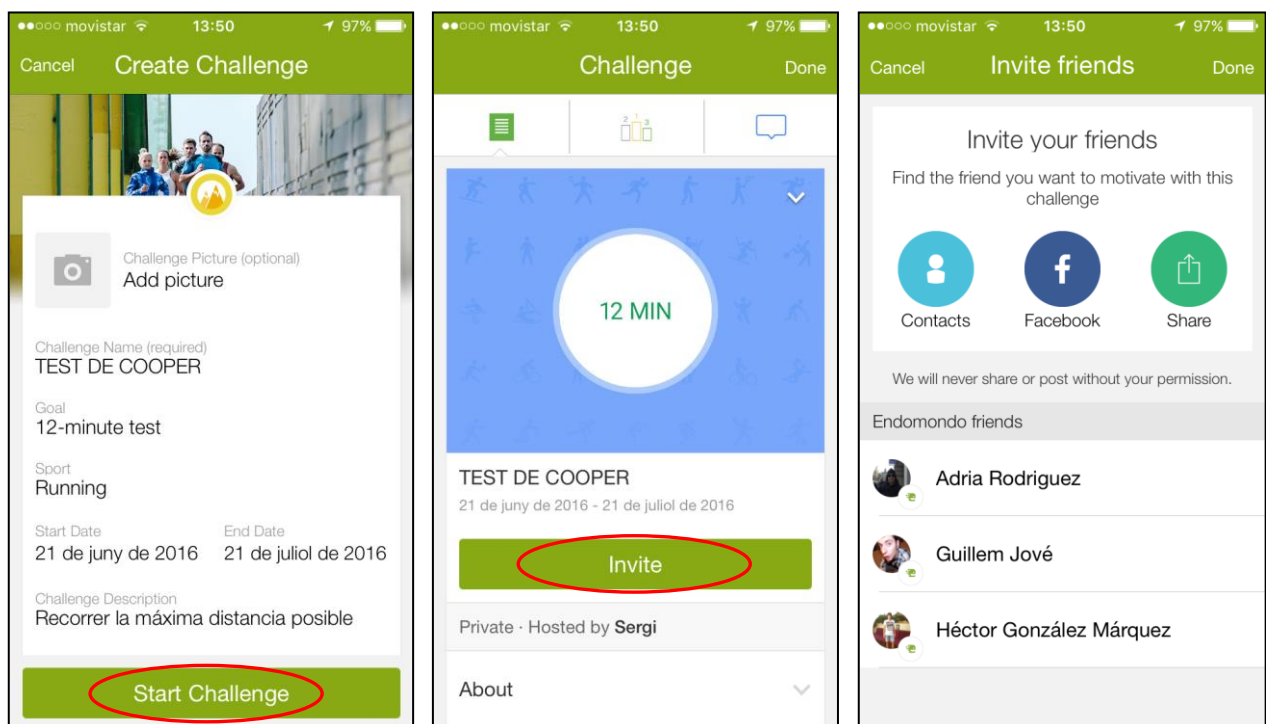 movistar 13:50 97%
Cancel Create Challenge
Challenge Picture (optional)
Add picture
Challenge Name (required)
TEST DE COOPER
Goal
12-minute test
Sport
Running
Start Date End Date
21 de juny de 2016 21 de juliol de 2016
Challenge Description
Recorrer la máxima distancia posible
Start Challenge
movistar 13:50 97%
Challenge Done
2 1 3
12 MIN
TEST DE COOPER
21 de juny de 2016 - 21 de juliol de 2016
Invite
Private · Hosted by Sergi
About
movistar 13:50 97%
Cancel Invite friends Done
Invite your friends
Find the friend you want to motivate with this
challenge
f
Contacts Facebook Share
We will never share or post without your permission.
Endomondo friends
Adria Rodriguez
Guillem Jové
Héctor González Márquez